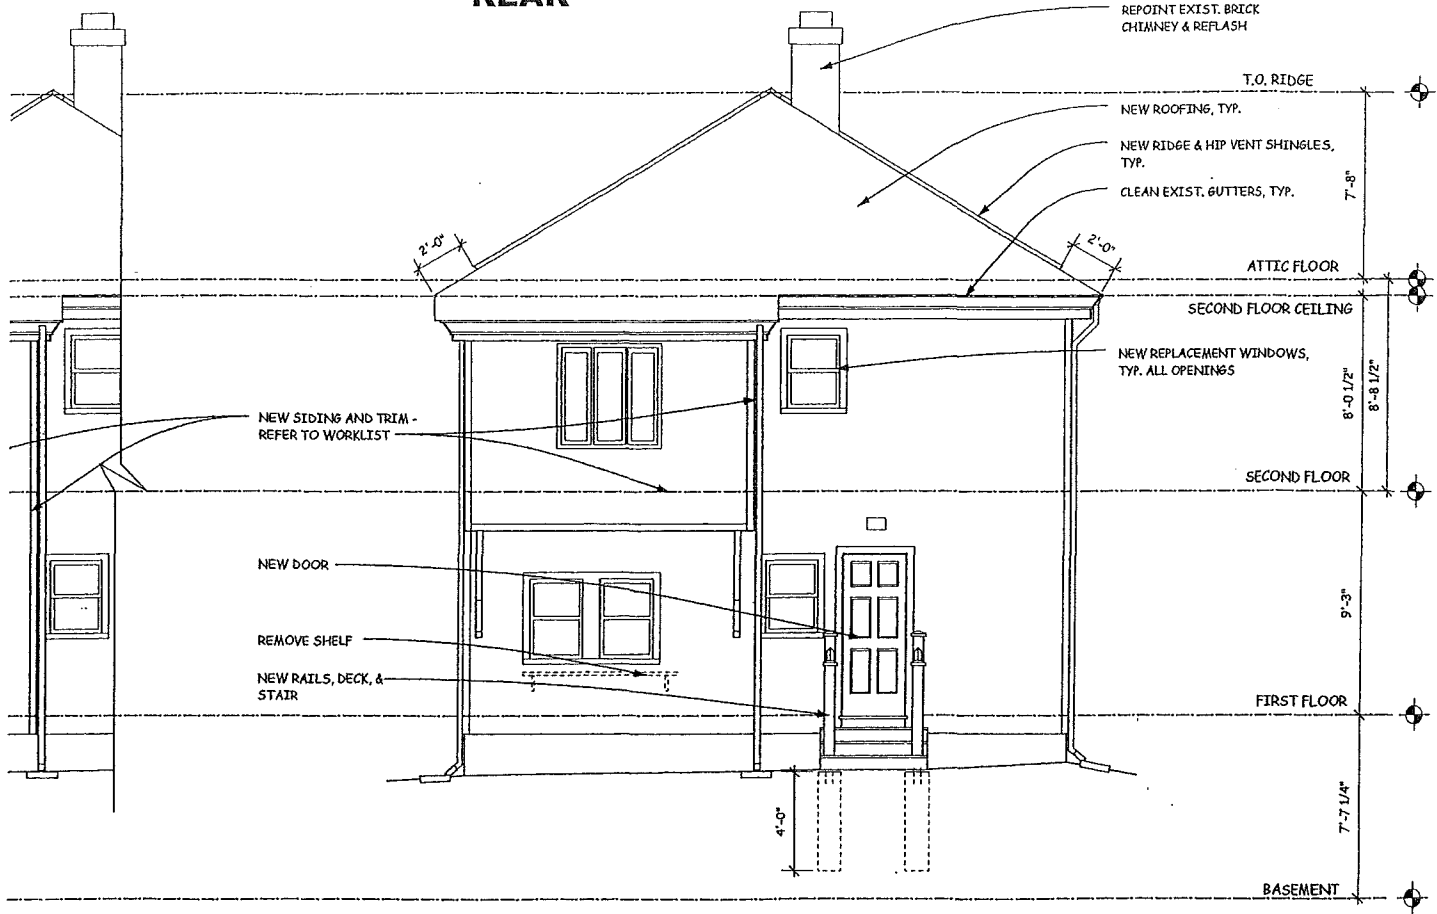 REAR
REPOINT EXIST. BRICK
CHIMNEY & REFLASH
T.O. RIDGE
NEW ROOFING, TYP.
NEW RIDGE & HIP VENT SHINGLES,
TYP.
7'-8"
CLEAN EXIST. GUTTERS, TYP.
2'-0"
2'-0"
ATTIC FLOOR
SECOND FLOOR CEILING
NEW REPLACEMENT WINDOWS,
TYP. ALL OPENINGS
8'-0 1/2"
8'-8 1/2"
NEW SIDING AND TRIM -
REFER TO WORKLIST
SECOND FLOOR
NEW DOOR
9'-3"
REMOVE SHELF
NEW RAILS, DECK, &
STAIR
FIRST FLOOR
4'-0"
7'-7 1/4"
BASEMENT